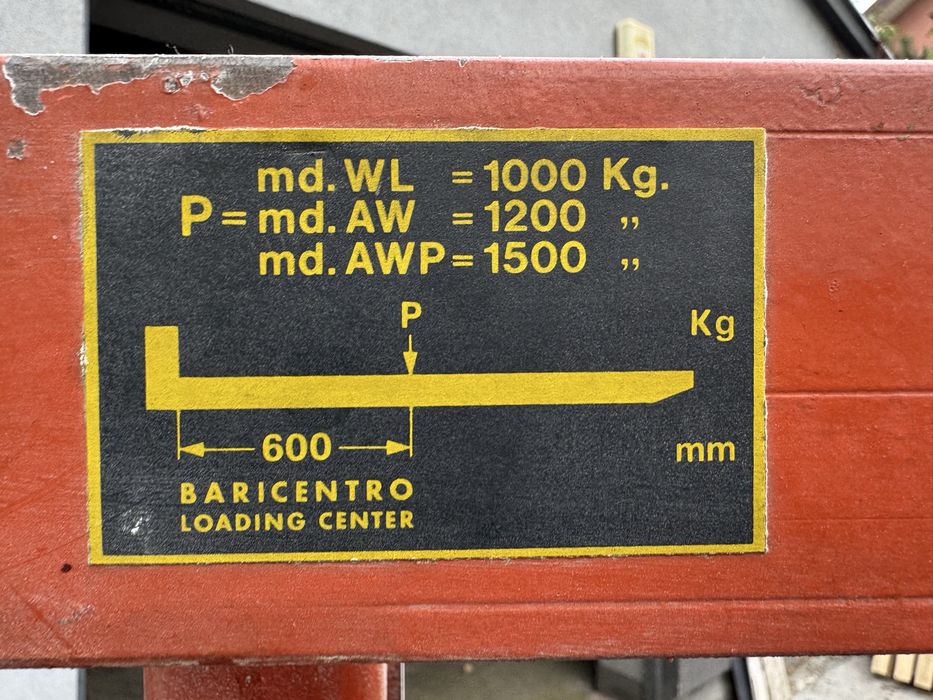 md. WL = 1000 Kg.
P = md. AW = 1200 ,,
md. AWP = 1500 ,,
P
Kg
600
mm
BARICENTRO
LOADING CENTER